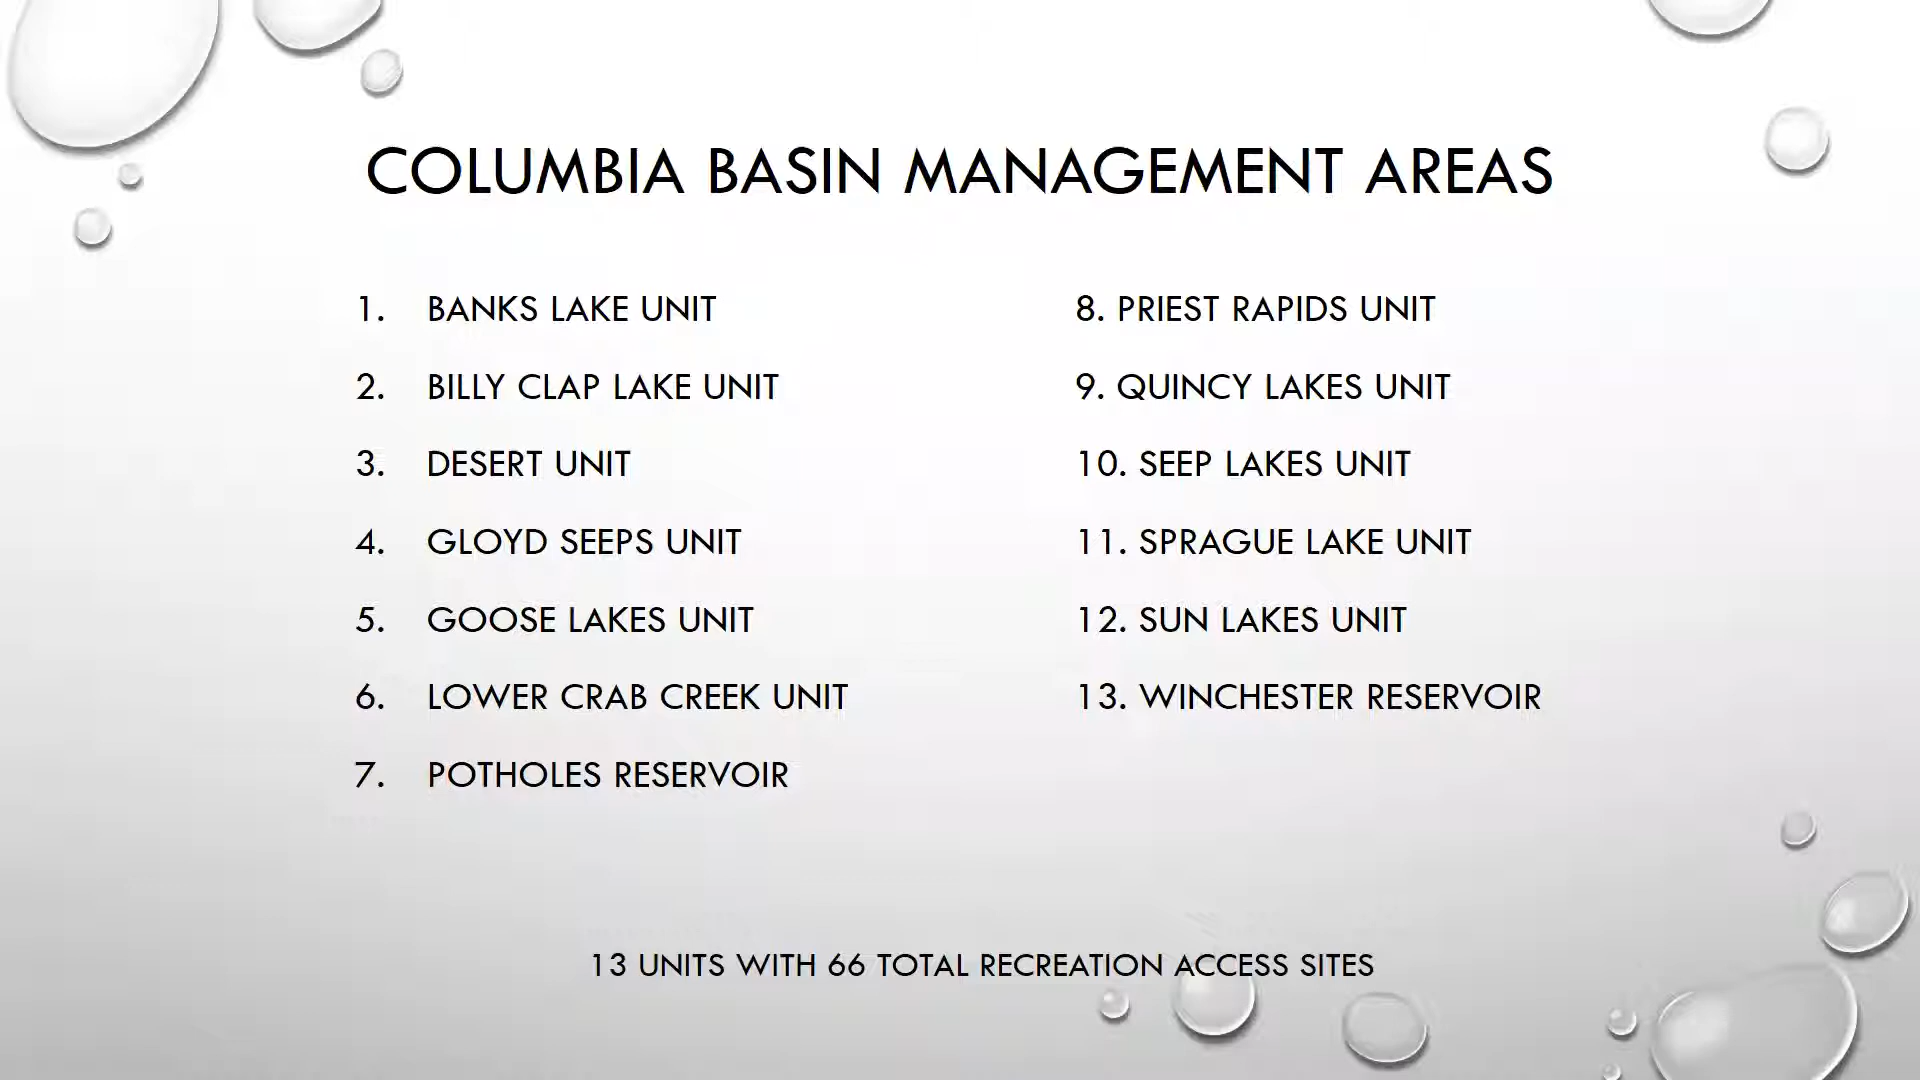 COLUMBIA BASIN MANAGEMENT AREAS
1. BANKS LAKE UNIT
2. BILLY CLAP LAKE UNIT
3. DESERT UNIT
4. GLOYD SEEPS UNIT
5. GOOSE LAKES UNIT
6. LOWER CRAB CREEK UNIT
7. POTHOLES RESERVOIR
8. PRIEST RAPIDS UNIT
9. QUINCY LAKES UNIT
10. SEEP LAKES UNIT
11. SPRAGUE LAKE UNIT
12. SUN LAKES UNIT
13. WINCHESTER RESERVOIR
13 UNITS WITH 66 TOTAL RECREATION ACCESS SITES